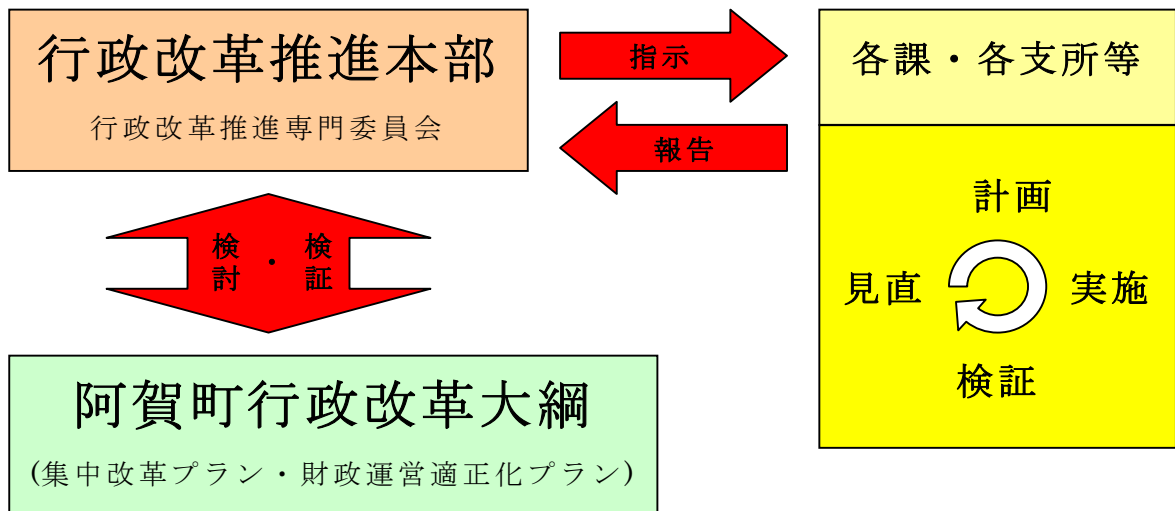 行政改革推進本部
行政改革推進専門委員会
指示
報告
各課・各支所等
計画
見直
実施
検証
検討・検証
阿賀町行政改革大綱
(集中改革プラン・財政運営適正化プラン)